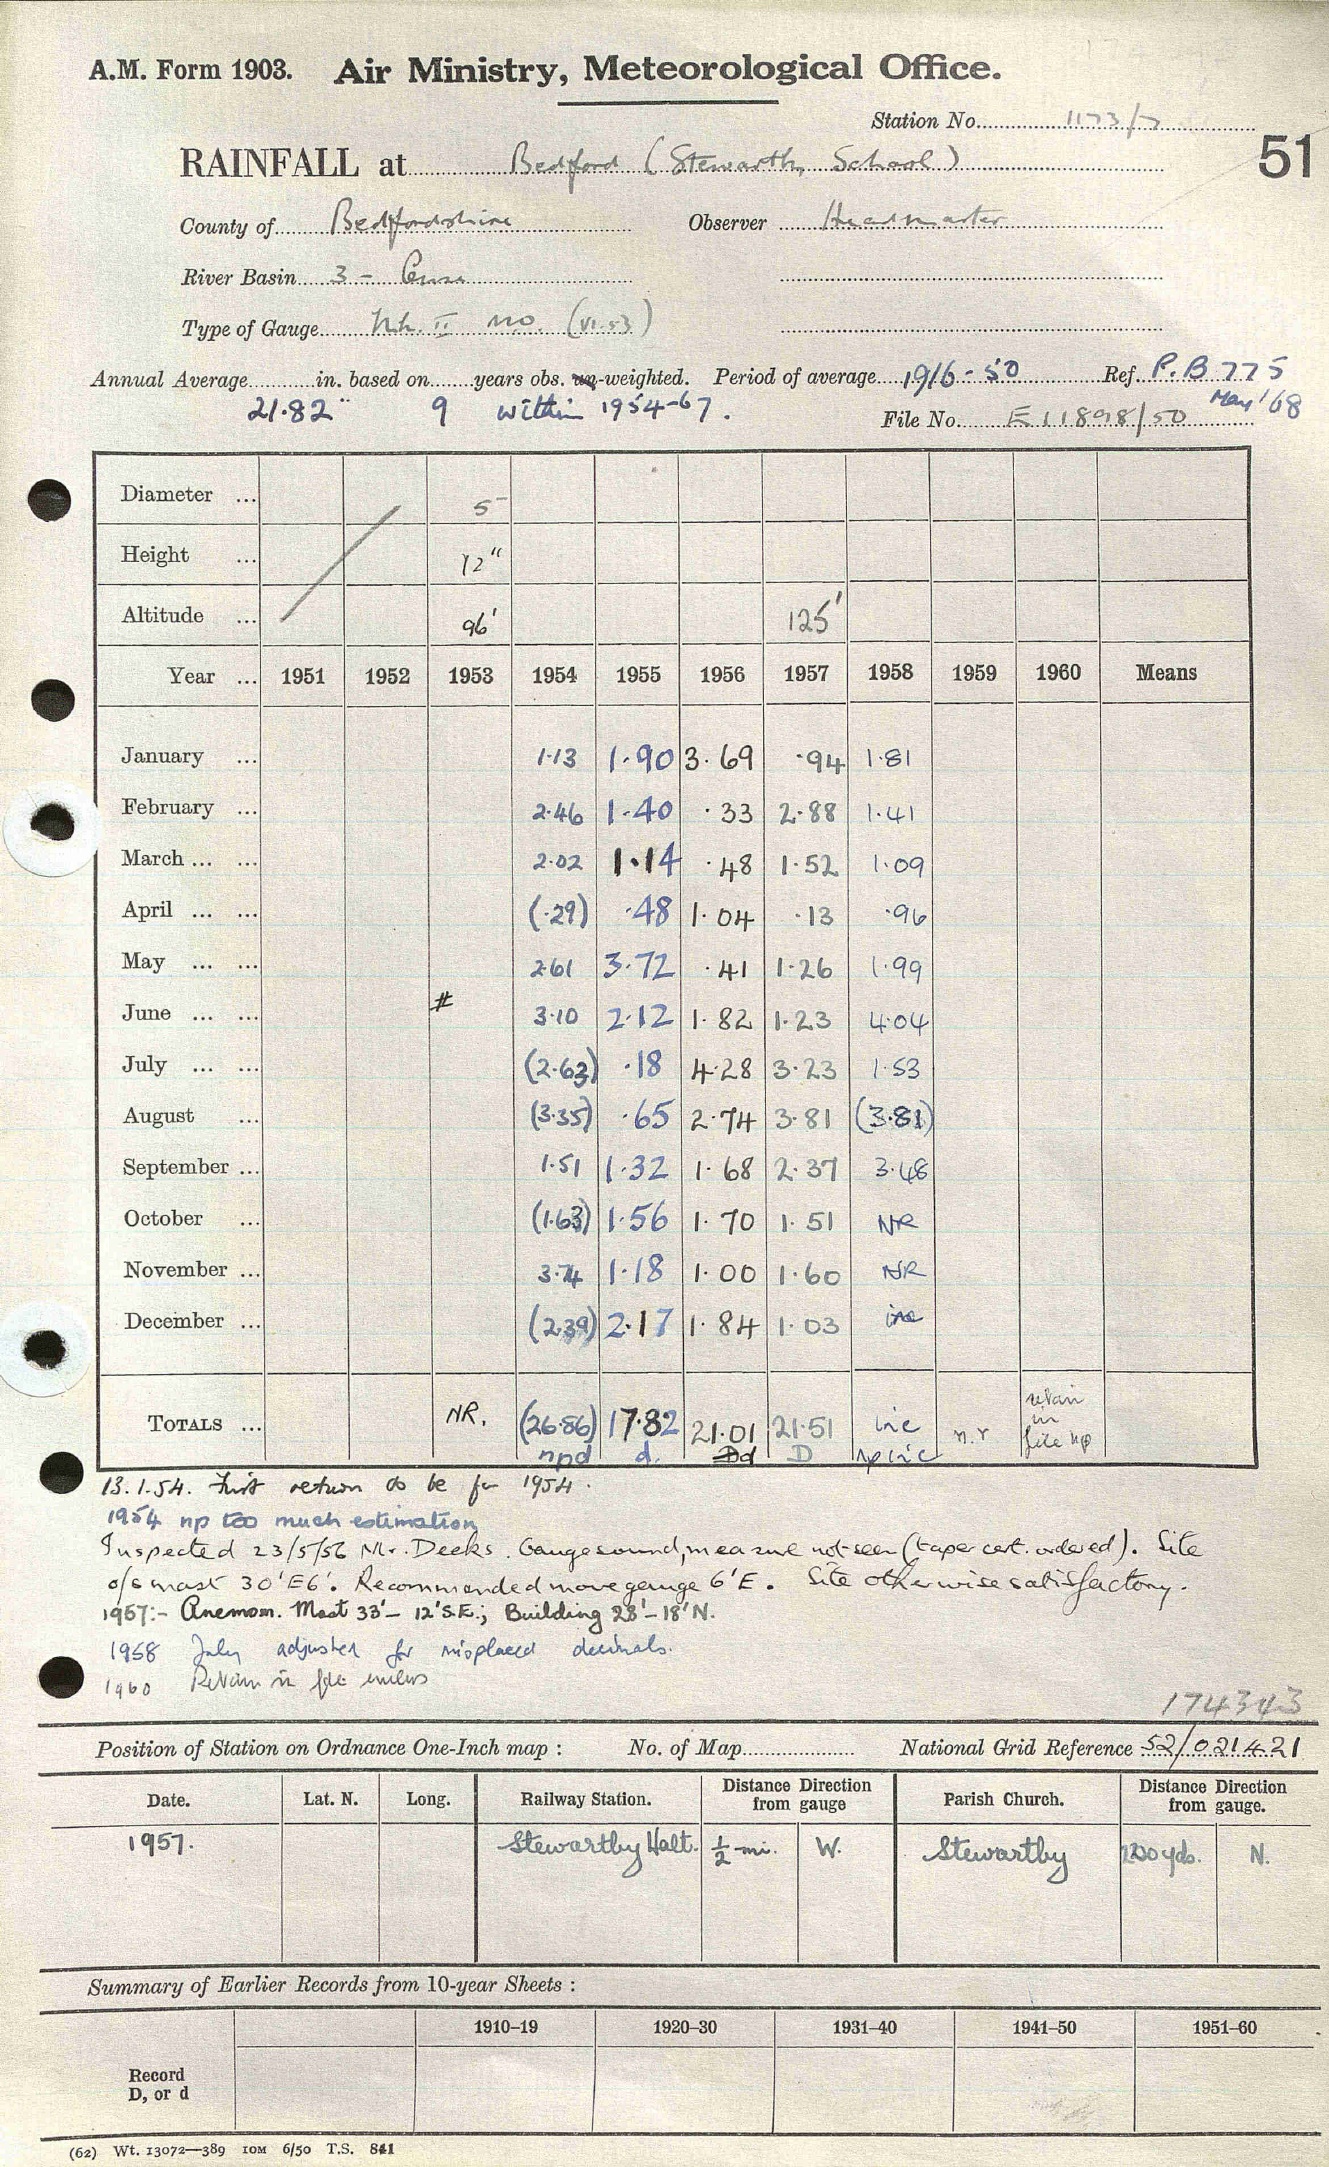 A.M. Form 1903. Air Ministry, Meteorological Office.
Station No. 1173/7
51
RAINFALL at Bedford (Stewartby School)
County of Bedfordshire Observer Headmaster
River Basin 3 - Ouse
Type of Gauge Mk. II MO. (VI.53)
Annual Average in. based on years obs. un-weighted. Period of average 1916-50 Ref. P.B 775
21.82" 9 within 1954-67. May '68
File No. E 11898/50
Diameter ... 5"
Height ... 12"
Altitude ... 96' 125'
Year ... 1951 1952 1953 1954 1955 1956 1957 1958 1959 1960 Means
January ... 1.13 1.90 3.69 .94 1.81
February ... 2.46 1.40 .33 2.88 1.41
March ... ... 2.02 1.14 .48 1.52 1.09
April ... ... (.29) .48 1.04 .13 .96
May ... ... 2.61 3.72 .41 1.26 1.99
June ... ... # 3.10 2.12 1.82 1.23 4.04
July ... ... (2.63) .18 4.28 3.23 1.53
August ... (3.35) .65 2.74 3.81 (3.81)
September ... 1.51 1.32 1.68 2.37 3.48
October ... (1.63) 1.56 1.70 1.51 NR
November ... 3.74 1.18 1.00 1.60 NR
December ... (2.39) 2.17 1.84 1.03 inc
TOTALS ... NR. (26.86) 17.82 21.01 21.51 inc n.r retain in file np
npd d. Dd D np inc
13.1.54. First return to be for 1954.
1954 np too much estimation
Inspected 23/5/56 Mr. Deeks. Gauge sound, measure not seen (taper cert. ordered). Site
o/s mast 30'E6'. Recommended move gauge 6'E. Site otherwise satisfactory.
1957:- Anemom. Mast 33'- 12'S.E.; Building 28'-18'N.
1958 July adjusted for misplaced decimals.
1960 Retain in file
174343
Position of Station on Ordnance One-Inch map : No. of Map National Grid Reference 52/021421
Date. Lat. N. Long. Railway Station. Distance Direction from gauge Parish Church. Distance Direction from gauge.
1957. Stewartby Halt. ½ mi. W. Stewartby 200 yds. N.
Summary of Earlier Records from 10-year Sheets :
1910–19 1920–30 1931–40 1941–50 1951–60
Record
D, or d
(62) Wt. 13072—389 10M 6/50 T.S. 841